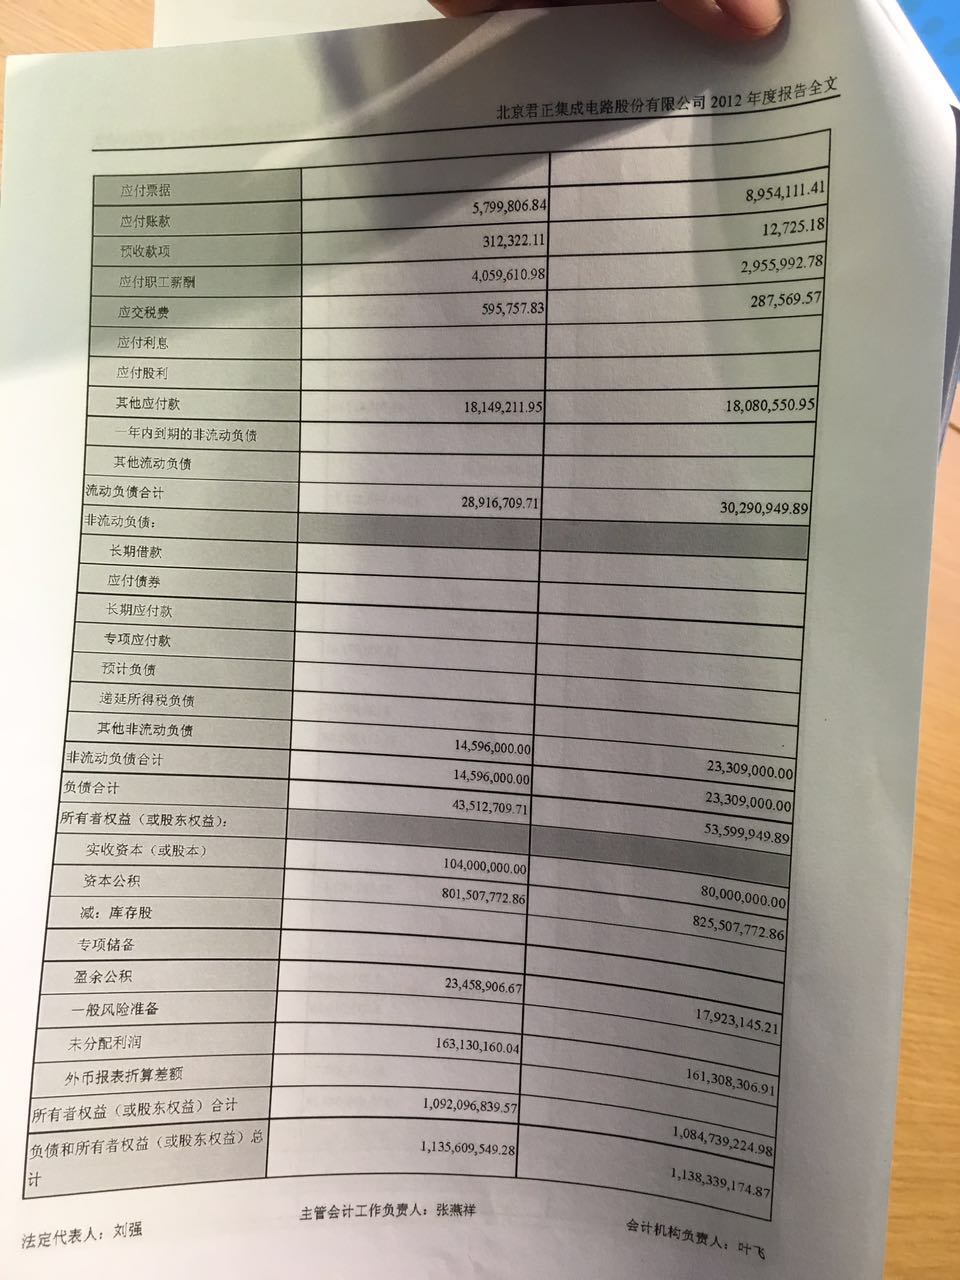 北京君正集成电路股份有限公司 2012 年度报告全文
应付票据
应付账款 5,799,806.84 8,954,111.41
预收款项 312,322.11 12,725.18
应付职工薪酬 4,059,610.98 2,955,992.78
应交税费 595,757.83 287,569.57
应付利息
应付股利
其他应付款 18,149,211.95 18,080,550.95
一年内到期的非流动负债
其他流动负债
流动负债合计 28,916,709.71 30,290,949.89
非流动负债：
长期借款
应付债券
长期应付款
专项应付款
预计负债
递延所得税负债
其他非流动负债 14,596,000.00 23,309,000.00
非流动负债合计 14,596,000.00 23,309,000.00
负债合计 43,512,709.71 53,599,949.89
所有者权益（或股东权益）：
实收资本（或股本） 104,000,000.00 80,000,000.00
资本公积 801,507,772.86 825,507,772.86
减：库存股
专项储备
盈余公积 23,458,906.67 17,923,145.21
一般风险准备
未分配利润 163,130,160.04 161,308,306.91
外币报表折算差额
所有者权益（或股东权益）合计 1,092,096,839.57 1,084,739,224.98
负债和所有者权益（或股东权益）总 1,135,609,549.28 1,138,339,174.87
计
法定代表人：刘强 主管会计工作负责人：张燕祥 会计机构负责人：叶飞